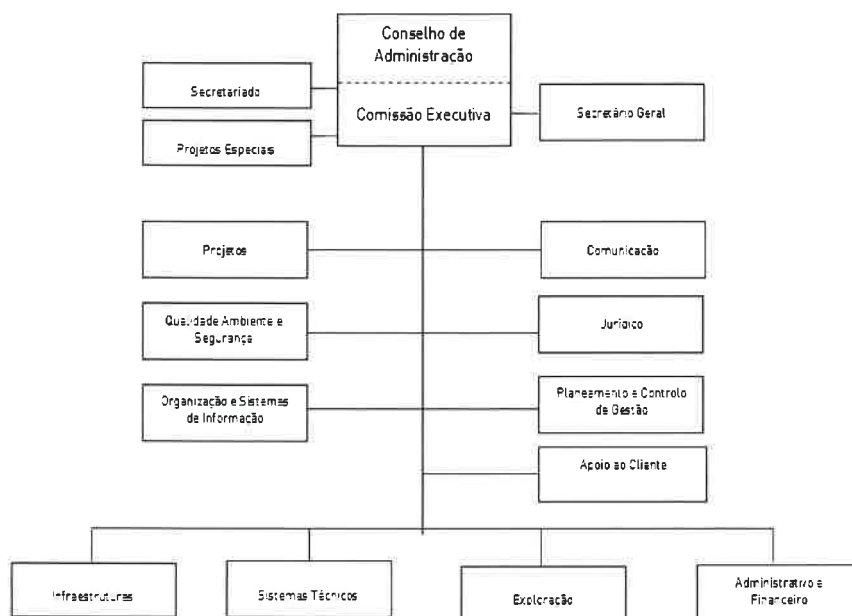 Conselho de
Administração
Comissão Executiva
Secretariado
Projetos Especiais
Secretário Geral
Projetos
Comunicação
Qualidade Ambiente e
Segurança
Jurídico
Organização e Sistemas
de Informação
Planeamento e Controlo
de Gestão
Apoio ao Cliente
Infraestruturas
Sistemas Técnicos
Exploração
Administrativo e
Financeiro